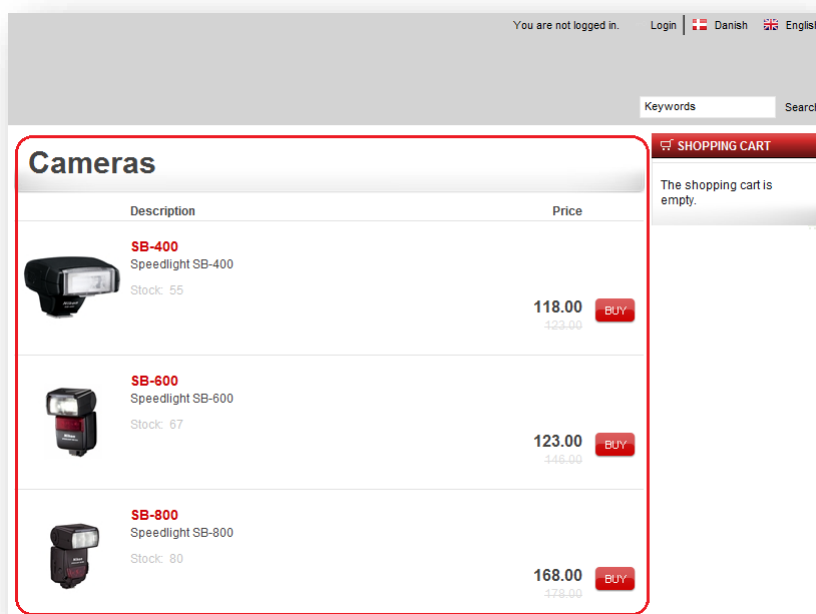 You are not logged in. Login Danish English
Keywords Search
Cameras
SHOPPING CART
The shopping cart is
empty.
Description Price
SB-400
Speedlight SB-400
Stock: 55
118.00 BUY
123.00
SB-600
Speedlight SB-600
Stock: 67
123.00 BUY
146.00
SB-800
Speedlight SB-800
Stock: 80
168.00 BUY
178.00